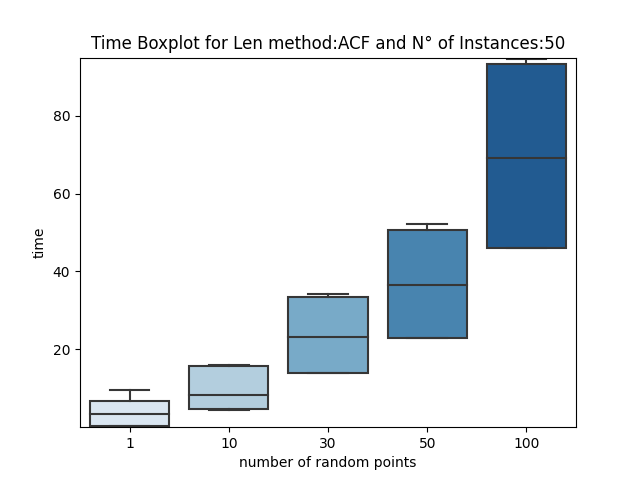 Time Boxplot for Len method:ACF and N° of Instances:50
80
60
40
20
time
1 10 30 50 100
number of random points